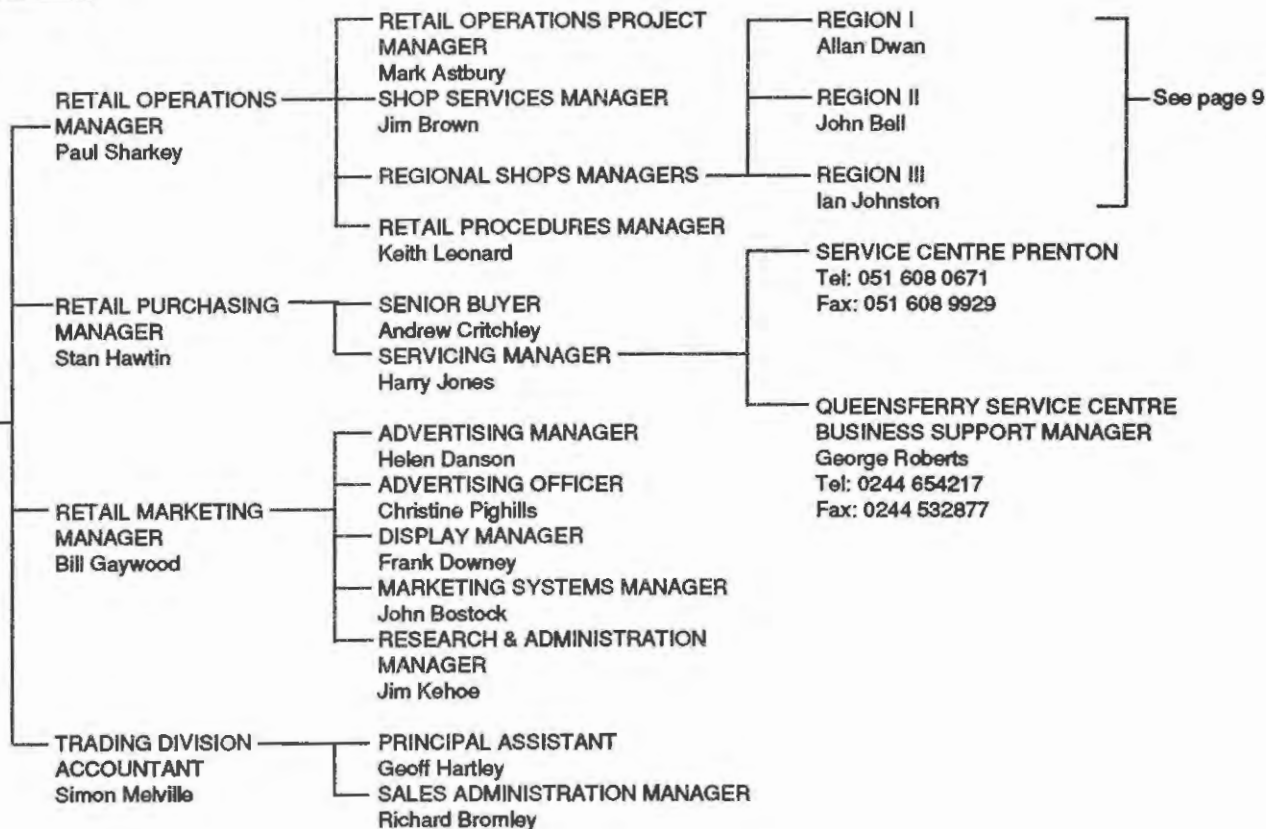 RETAIL OPERATIONS
MANAGER
Paul Sharkey
RETAIL OPERATIONS PROJECT
MANAGER
Mark Astbury
SHOP SERVICES MANAGER
Jim Brown
REGIONAL SHOPS MANAGERS
REGION I
Allan Dwan
REGION II
John Bell
REGION III
Ian Johnston
See page 9
RETAIL PROCEDURES MANAGER
Keith Leonard
RETAIL PURCHASING
MANAGER
Stan Hawtin
SENIOR BUYER
Andrew Critchley
SERVICING MANAGER
Harry Jones
SERVICE CENTRE PRENTON
Tel: 051 608 0671
Fax: 051 608 9929
QUEENSFERRY SERVICE CENTRE
BUSINESS SUPPORT MANAGER
George Roberts
Tel: 0244 654217
Fax: 0244 532877
RETAIL MARKETING
MANAGER
Bill Gaywood
ADVERTISING MANAGER
Helen Danson
ADVERTISING OFFICER
Christine Pighills
DISPLAY MANAGER
Frank Downey
MARKETING SYSTEMS MANAGER
John Bostock
RESEARCH & ADMINISTRATION
MANAGER
Jim Kehoe
TRADING DIVISION
ACCOUNTANT
Simon Melville
PRINCIPAL ASSISTANT
Geoff Hartley
SALES ADMINISTRATION MANAGER
Richard Bromley